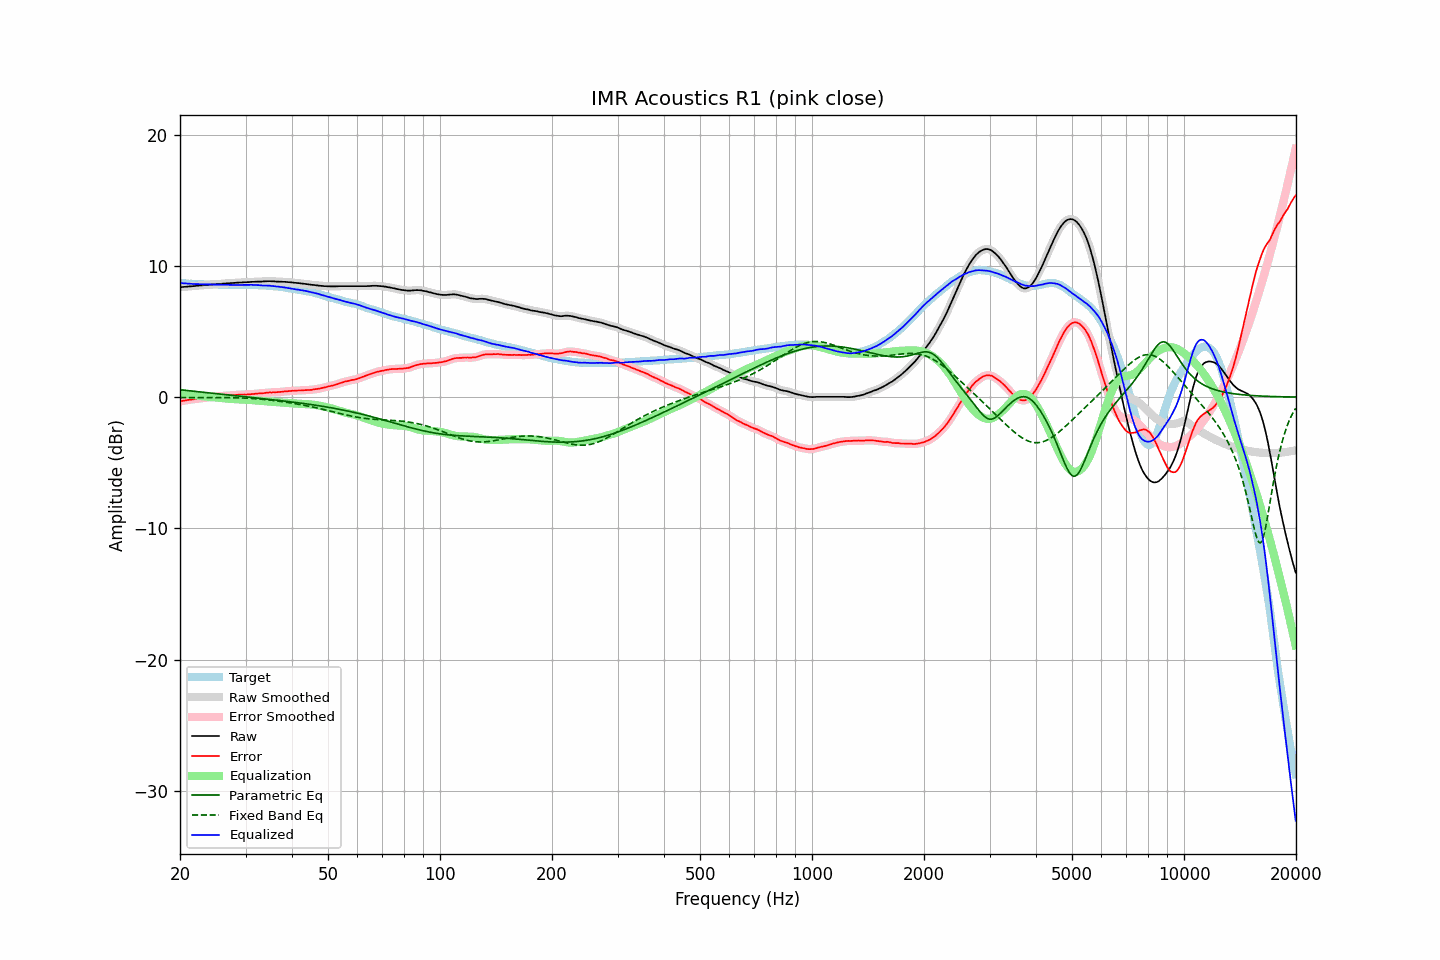 IMR Acoustics R1 (pink close)
20
10
0
−10
−20
−30
Amplitude (dBr)
Target
Raw Smoothed
Error Smoothed
Raw
Error
Equalization
Parametric Eq
Fixed Band Eq
Equalized
20 50 100 200 500 1000 2000 5000 10000 20000
Frequency (Hz)